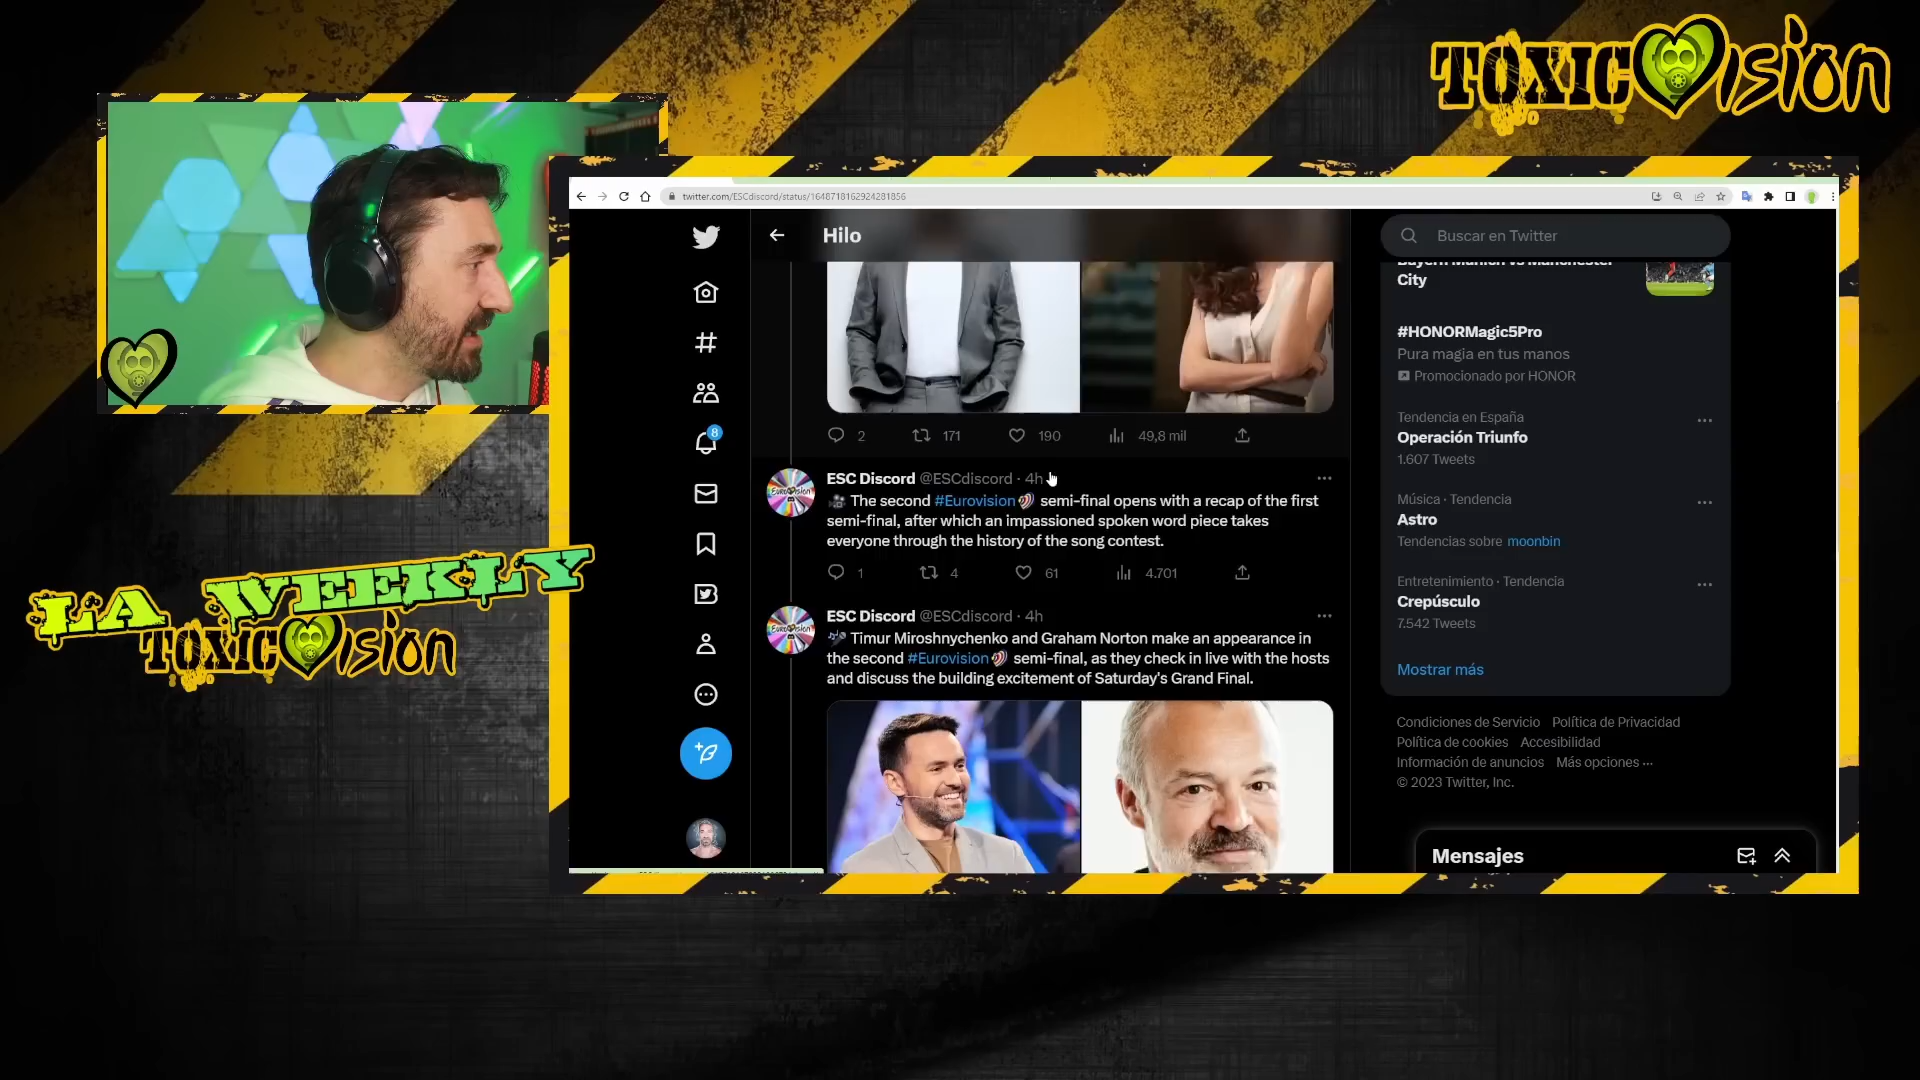 TOXICVision
twitter.com/ESCdiscord/status/1648718162924281856
Hilo
Buscar en Twitter
Bayern Múnich vs Manchester
City
#HONORMagic5Pro
Pura magia en tus manos
Promocionado por HONOR
2 171 190 49,8 mil
Tendencia en España
Operación Triunfo
1.607 Tweets
8
ESC Discord @ESCdiscord · 4h
🎥 The second #Eurovision semi-final opens with a recap of the first
semi-final, after which an impassioned spoken word piece takes
everyone through the history of the song contest.
1 4 61 4.701
Música · Tendencia
Astro
Tendencias sobre moonbin
Entretenimiento · Tendencia
Crepúsculo
7.542 Tweets
Mostrar más
LA WEEKLY
TOXICVision
ESC Discord @ESCdiscord · 4h
Timur Miroshnychenko and Graham Norton make an appearance in
the second #Eurovision semi-final, as they check in live with the hosts
and discuss the building excitement of Saturday's Grand Final.
Condiciones de Servicio Política de Privacidad
Política de cookies Accesibilidad
Información de anuncios Más opciones ···
© 2023 Twitter, Inc.
Mensajes